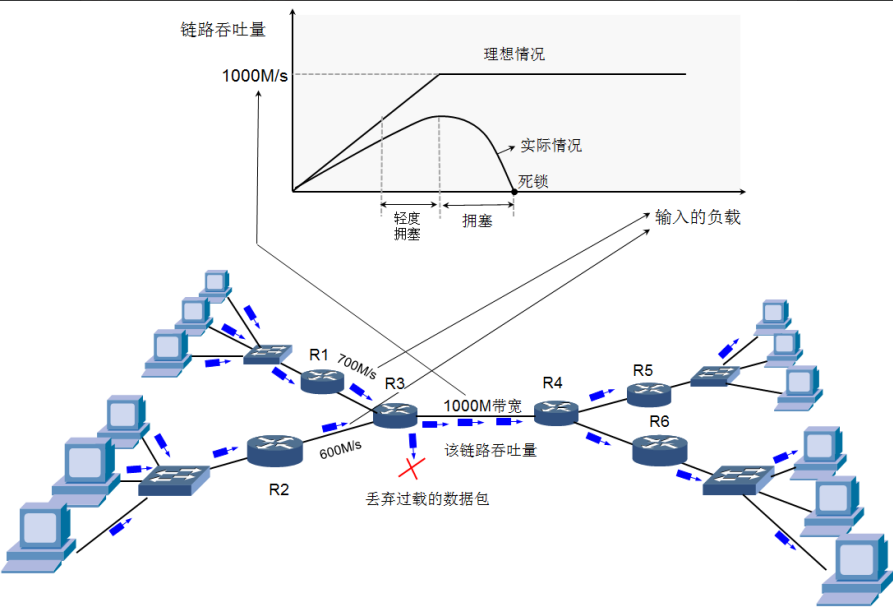 链路吞吐量
1000M/s
理想情况
实际情况
死锁
轻度
拥塞
拥塞
输入的负载
R1
700M/s
R3
R4
R5
1000M带宽
R6
600M/s
该链路吞吐量
R2
丢弃过载的数据包